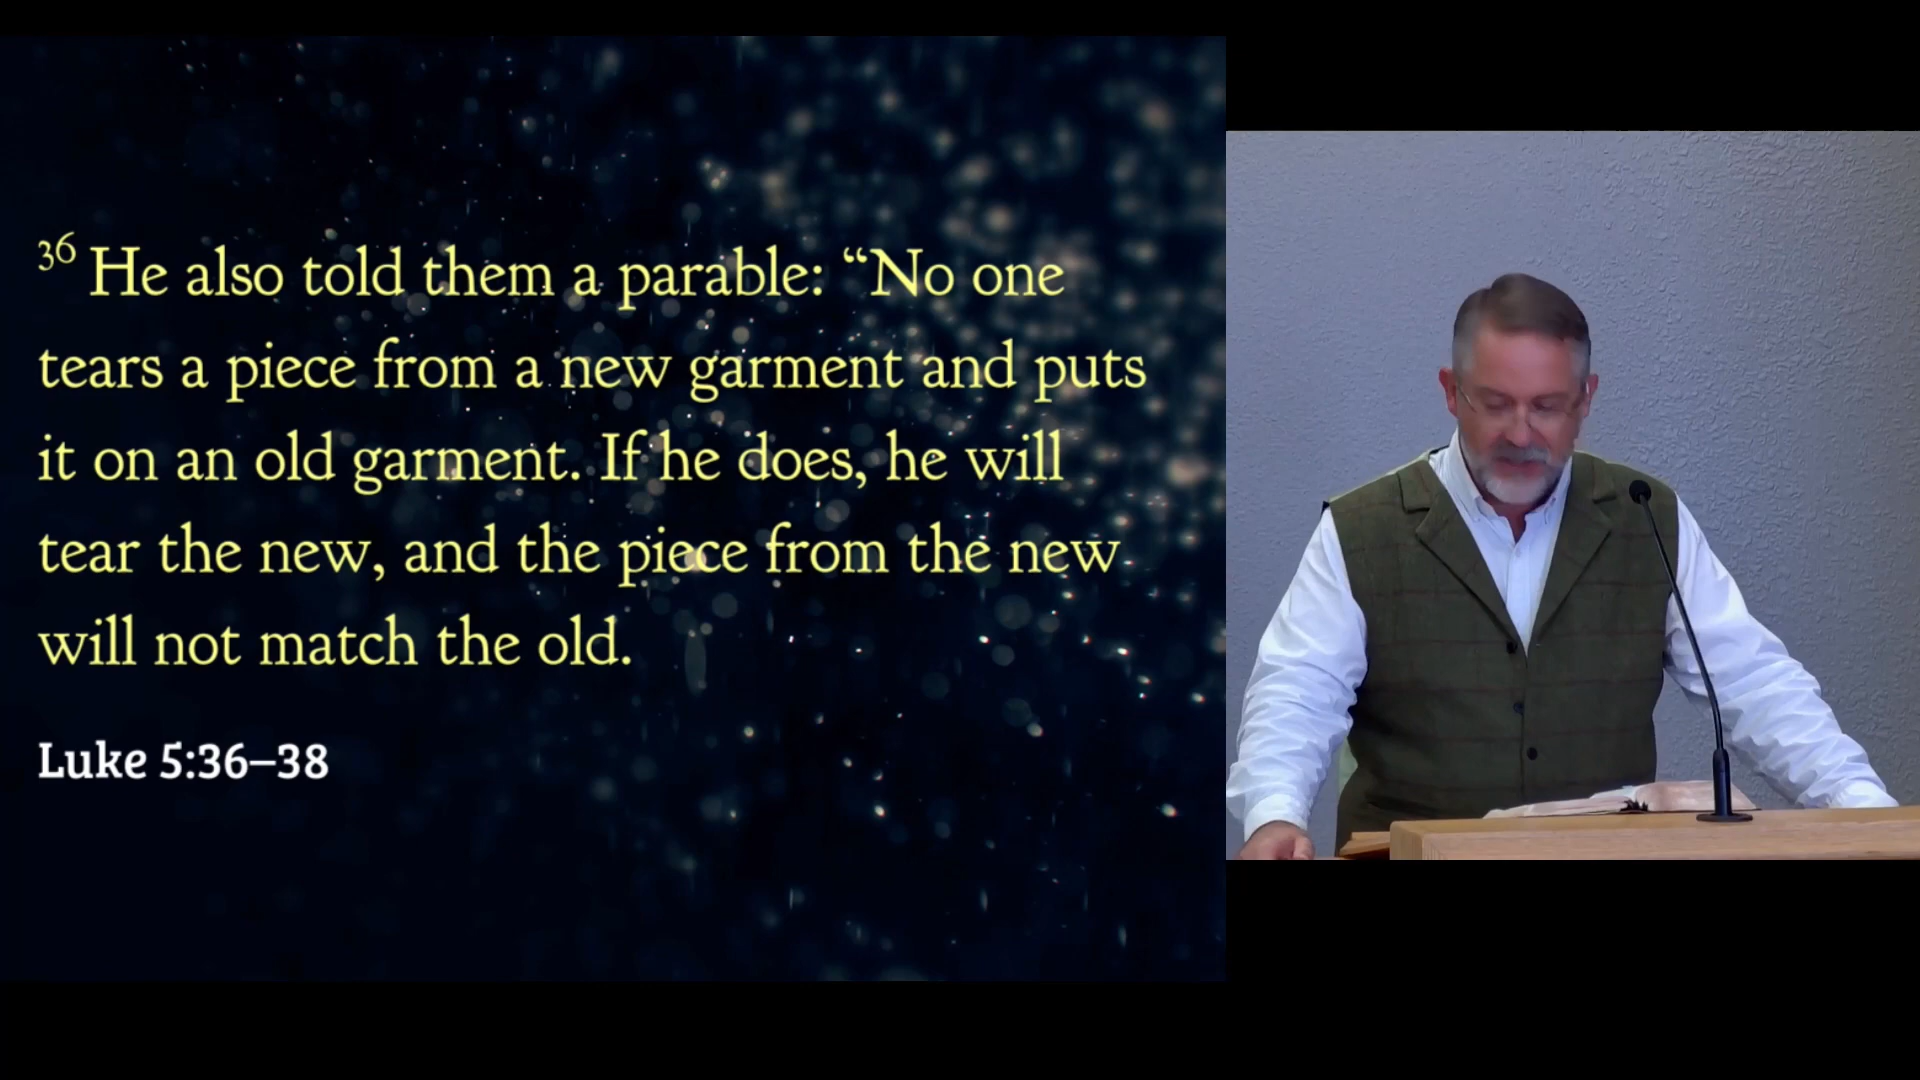 36 He also told them a parable: “No one
tears a piece from a new garment and puts
it on an old garment. If he does, he will
tear the new, and the piece from the new
will not match the old.
Luke 5:36–38